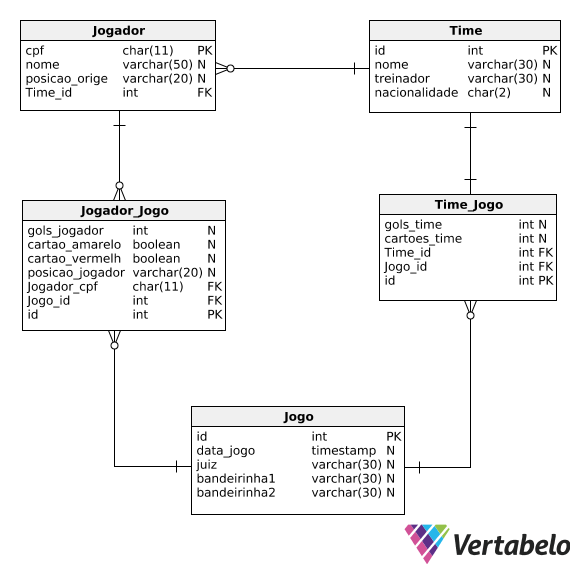 Jogador
cpf char(11) PK
nome varchar(50) N
posicao_orige varchar(20) N
Time_id int FK
Time
id int PK
nome varchar(30) N
treinador varchar(30) N
nacionalidade char(2) N
Jogador_Jogo
gols_jogador int N
cartao_amarelo boolean N
cartao_vermelh boolean N
posicao_jogador varchar(20) N
Jogador_cpf char(11) FK
Jogo_id int FK
id int PK
Time_Jogo
gols_time int N
cartoes_time int N
Time_id int FK
Jogo_id int FK
id int PK
Jogo
id int PK
data_jogo timestamp N
juiz varchar(30) N
bandeirinha1 varchar(30) N
bandeirinha2 varchar(30) N
Vertabelo